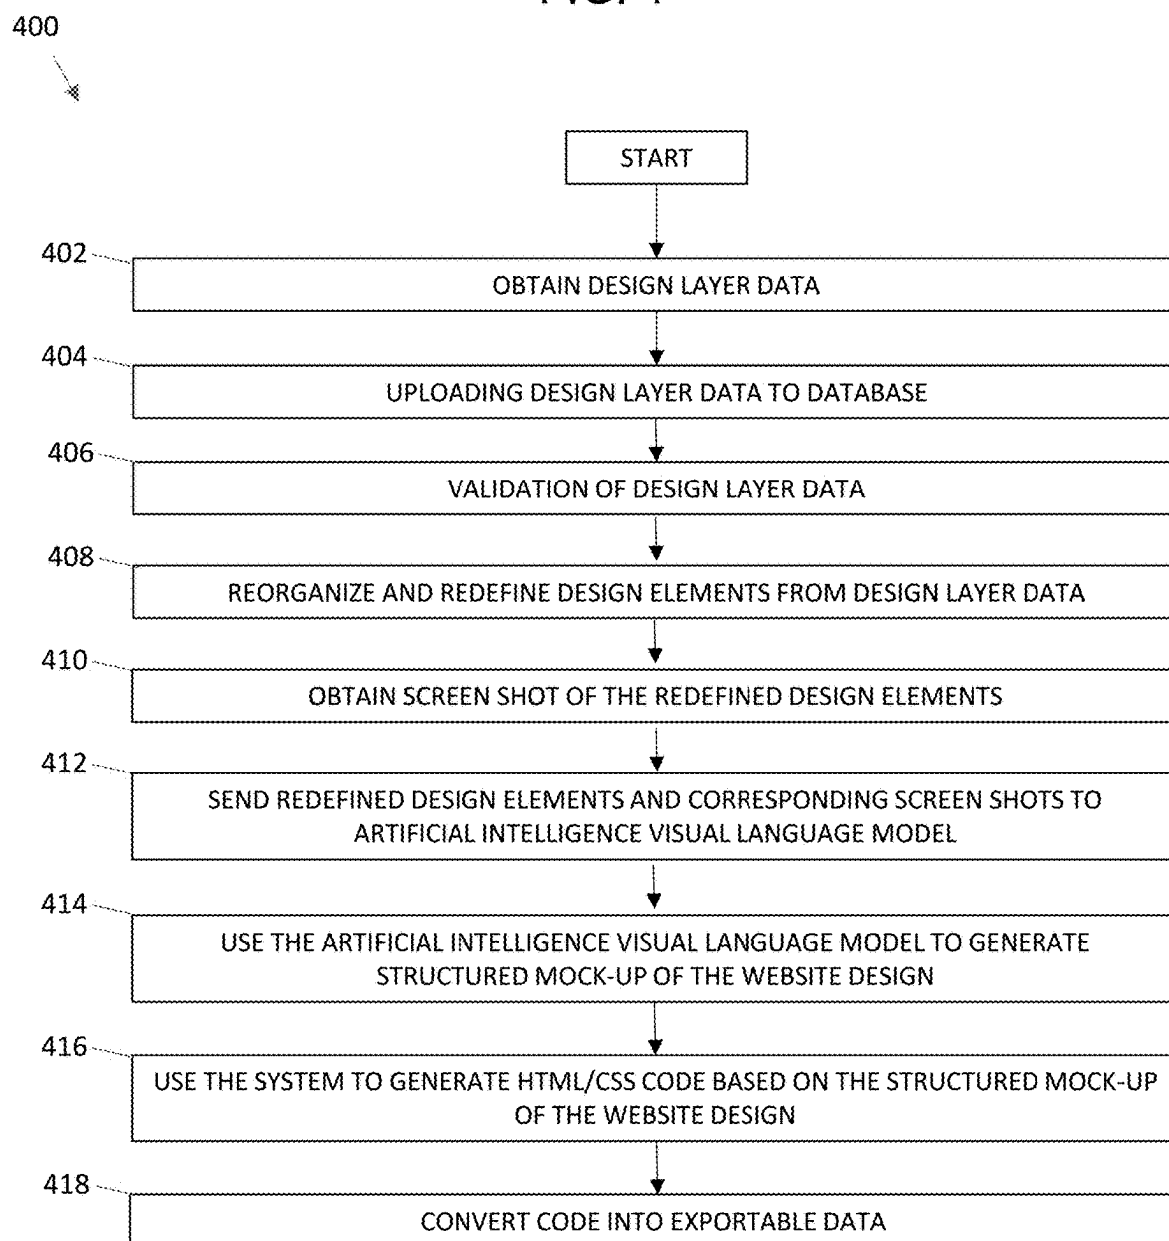 400
START
402
OBTAIN DESIGN LAYER DATA
404
UPLOADING DESIGN LAYER DATA TO DATABASE
406
VALIDATION OF DESIGN LAYER DATA
408
REORGANIZE AND REDEFINE DESIGN ELEMENTS FROM DESIGN LAYER DATA
410
OBTAIN SCREEN SHOT OF THE REDEFINED DESIGN ELEMENTS
412
SEND REDEFINED DESIGN ELEMENTS AND CORRESPONDING SCREEN SHOTS TO
ARTIFICIAL INTELLIGENCE VISUAL LANGUAGE MODEL
414
USE THE ARTIFICIAL INTELLIGENCE VISUAL LANGUAGE MODEL TO GENERATE
STRUCTURED MOCK-UP OF THE WEBSITE DESIGN
416
USE THE SYSTEM TO GENERATE HTML/CSS CODE BASED ON THE STRUCTURED MOCK-UP
OF THE WEBSITE DESIGN
418
CONVERT CODE INTO EXPORTABLE DATA